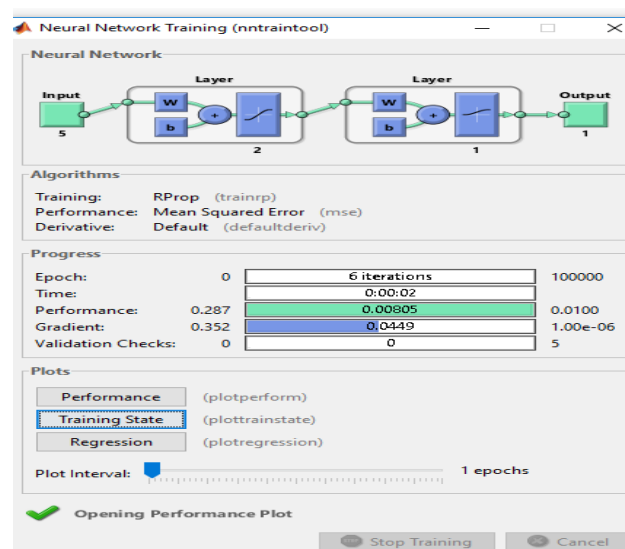 Neural Network Training (nntraintool)
Neural Network
Layer Layer
Input Output
W W
+ +
b b
5 1
2 1
Algorithms
Training: RProp (trainrp)
Performance: Mean Squared Error (mse)
Derivative: Default (defaultderiv)
Progress
Epoch: 0 6 iterations 100000
Time: 0:00:02
Performance: 0.287 0.00805 0.0100
Gradient: 0.352 0.0449 1.00e-06
Validation Checks: 0 0 5
Plots
Performance (plotperform)
Training State (plottrainstate)
Regression (plotregression)
Plot Interval: 1 epochs
Opening Performance Plot
Stop Training Cancel